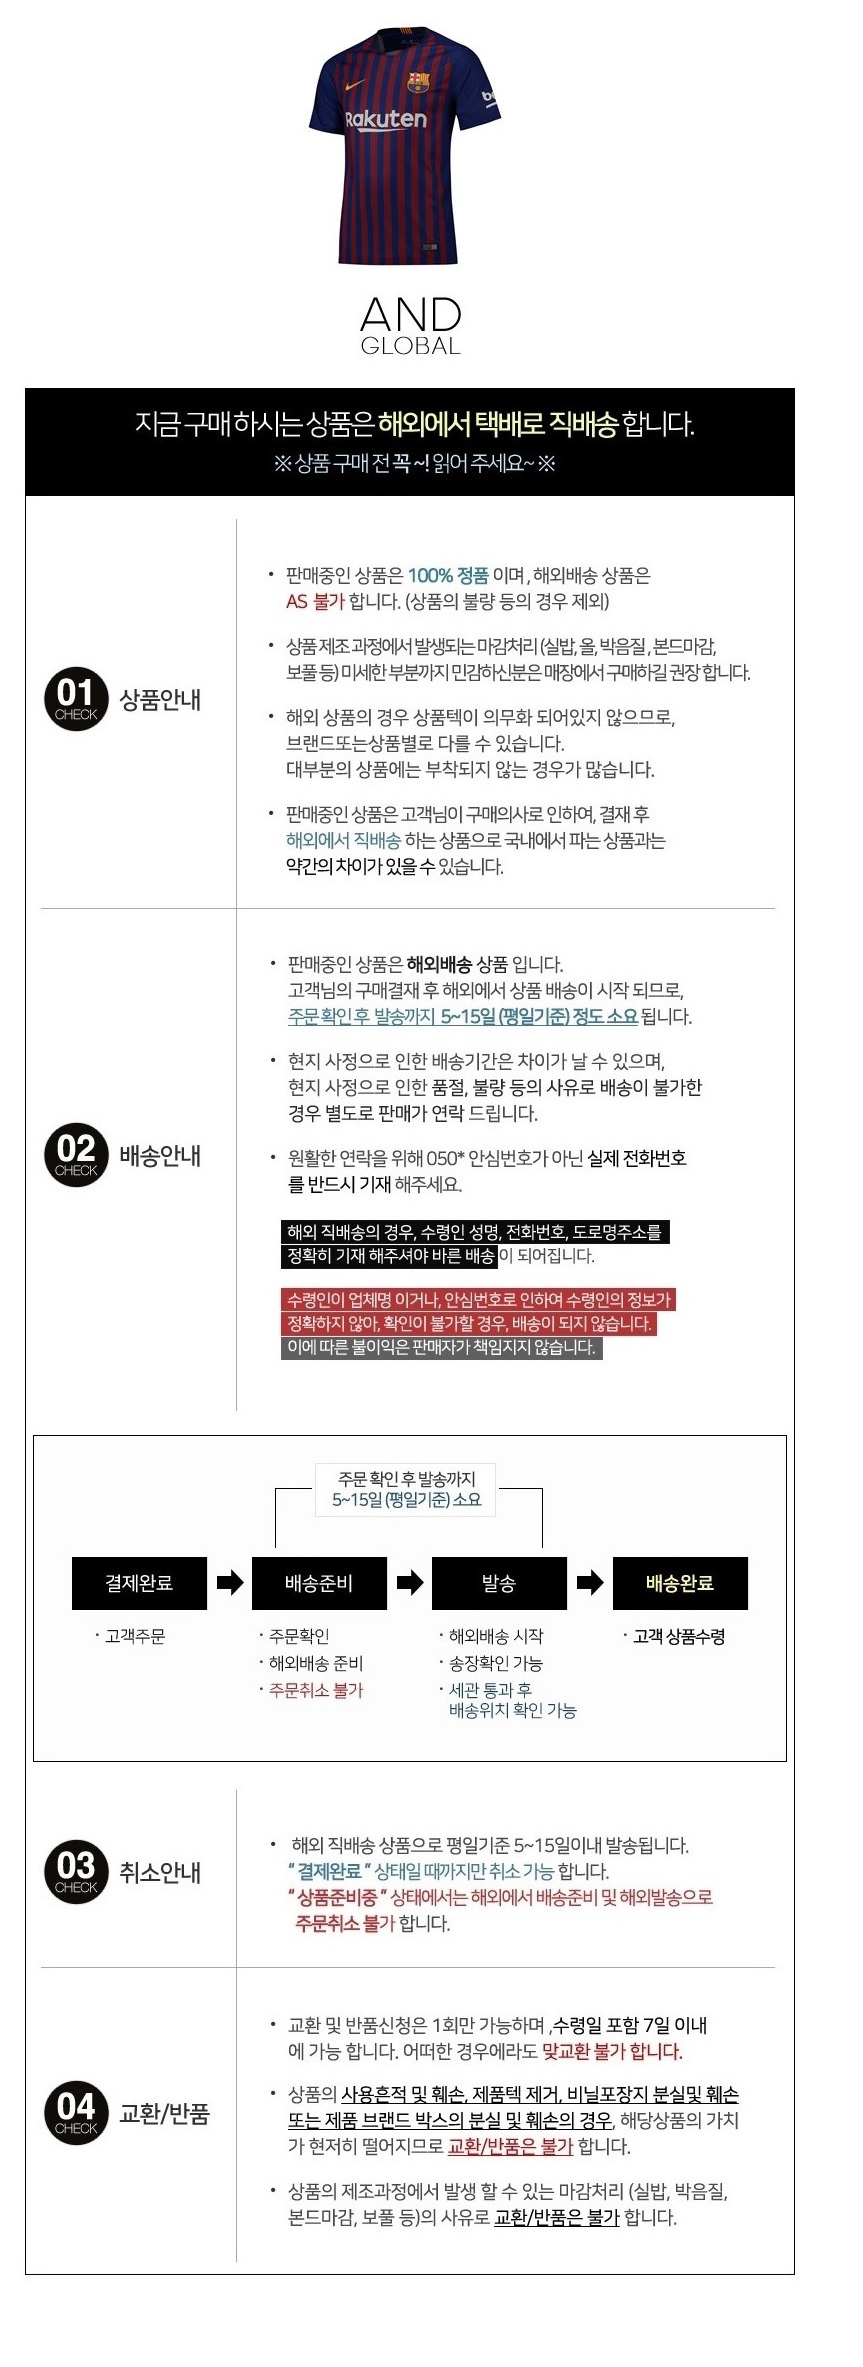 Rakuten
be
AND
GLOBAL
지금 구매하시는 상품은 해외에서 택배로 직배송 합니다.
※ 상품 구매 전 꼭 ~! 읽어 주세요~ ※
01
CHECK
상품안내
• 판매중인 상품은 100% 정품 이며, 해외배송 상품은
AS 불가 합니다. (상품의 불량 등의 경우 제외)
• 상품 제조 과정에서 발생되는 마감처리 (실밥, 올, 박음질, 본드마감,
보풀 등) 미세한 부분까지 민감하신분은 매장에서 구매하길 권장 합니다.
• 해외 상품의 경우 상품텍이 의무화 되어있지 않으므로,
브랜드또는상품별로 다를 수 있습니다.
대부분의 상품에는 부착되지 않는 경우가 많습니다.
• 판매중인 상품은 고객님이 구매의사로 인하여, 결재 후
해외에서 직배송 하는 상품으로 국내에서 파는 상품과는
약간의 차이가 있을 수 있습니다.
02
CHECK
배송안내
• 판매중인 상품은 해외배송 상품 입니다.
고객님의 구매결재 후 해외에서 상품 배송이 시작 되므로,
주문 확인 후 발송까지 5~15일 (평일기준) 정도 소요 됩니다.
• 현지 사정으로 인한 배송기간은 차이가 날 수 있으며,
현지 사정으로 인한 품절, 불량 등의 사유로 배송이 불가한
경우 별도로 판매가 연락 드립니다.
• 원활한 연락을 위해 050* 안심번호가 아닌 실제 전화번호
를 반드시 기재 해주세요.
해외 직배송의 경우, 수령인 성명, 전화번호, 도로명주소를
정확히 기재 해주셔야 바른 배송이 되어집니다.
수령인이 업체명 이거나, 안심번호로 인하여 수령인의 정보가
정확하지 않아, 확인이 불가할 경우, 배송이 되지 않습니다.
이에 따른 불이익은 판매자가 책임지지 않습니다.
주문 확인 후 발송까지
5~15일 (평일기준) 소요
결제완료
배송준비
발송
배송완료
· 고객주문
· 주문확인
· 해외배송 준비
· 주문취소 불가
· 해외배송 시작
· 송장확인 가능
· 세관 통과 후
배송위치 확인 가능
· 고객 상품수령
03
CHECK
취소안내
• 해외 직배송 상품으로 평일기준 5~15일이내 발송됩니다.
“ 결제완료 ” 상태일 때까지만 취소 가능 합니다.
“ 상품준비중 ” 상태에서는 해외에서 배송준비 및 해외발송으로
주문취소 불가 합니다.
04
CHECK
교환/반품
• 교환 및 반품신청은 1회만 가능하며 ,수령일 포함 7일 이내
에 가능 합니다. 어떠한 경우에라도 맞교환 불가 합니다.
• 상품의 사용흔적 및 훼손, 제품텍 제거, 비닐포장지 분실및 훼손
또는 제품 브랜드 박스의 분실 및 훼손의 경우, 해당상품의 가치
가 현저히 떨어지므로 교환/반품은 불가 합니다.
• 상품의 제조과정에서 발생 할 수 있는 마감처리 (실밥, 박음질,
본드마감, 보풀 등)의 사유로 교환/반품은 불가 합니다.